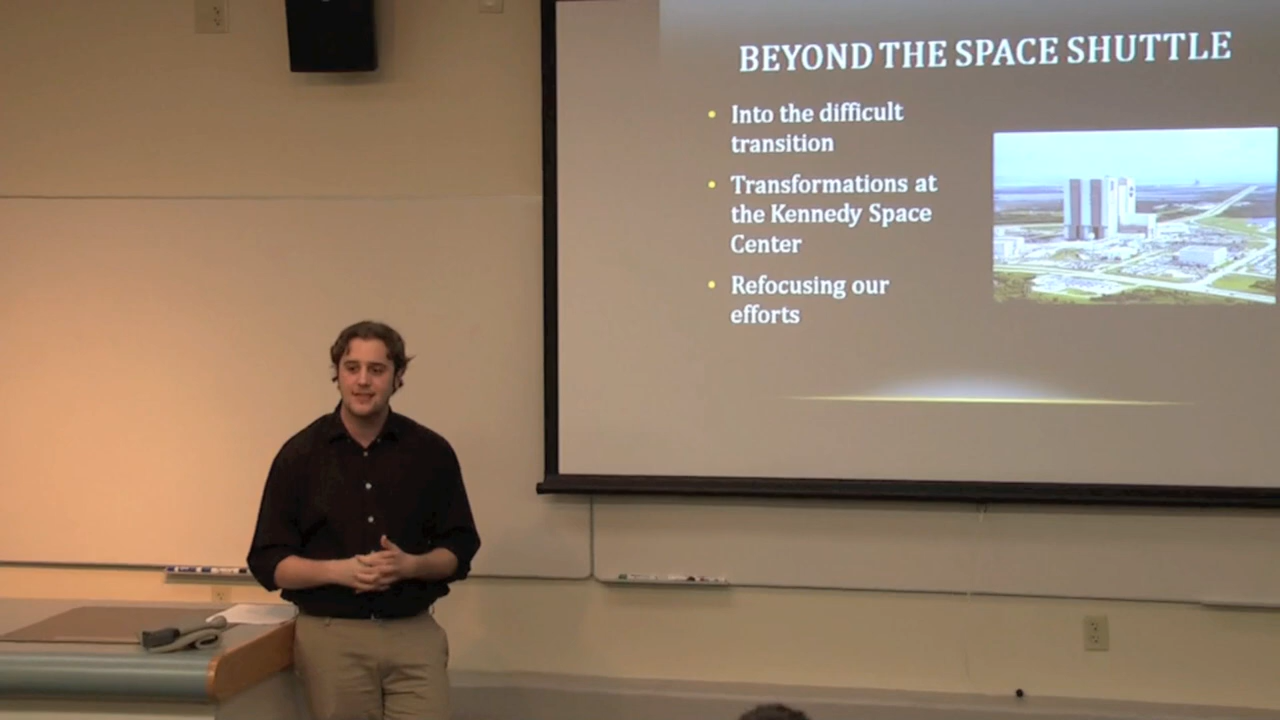 BEYOND THE SPACE SHUTTLE
• Into the difficult
transition
• Transformations at
the Kennedy Space
Center
• Refocusing our
efforts